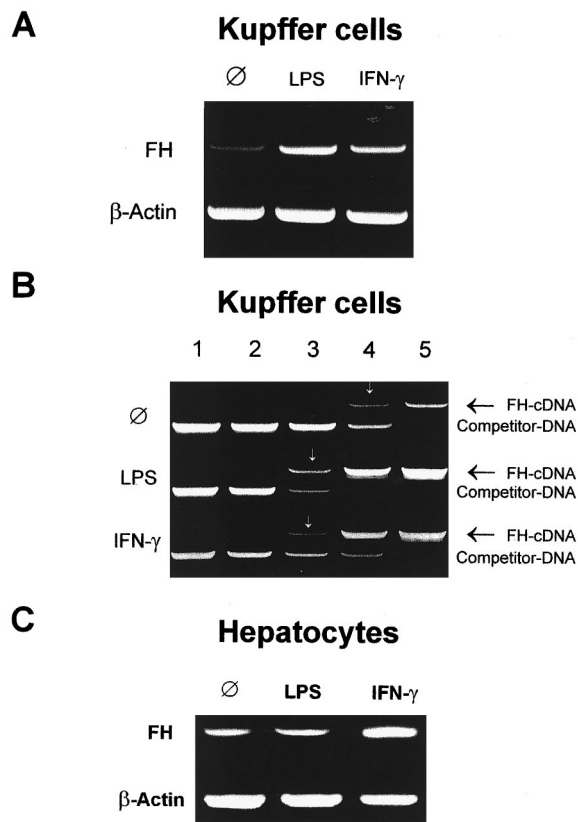 A
Kupffer cells
∅ LPS IFN-γ
FH
β-Actin
B
Kupffer cells
1 2 3 4 5
∅
← FH-cDNA
Competitor-DNA
LPS
← FH-cDNA
Competitor-DNA
IFN-γ
← FH-cDNA
Competitor-DNA
C
Hepatocytes
∅ LPS IFN-γ
FH
β-Actin